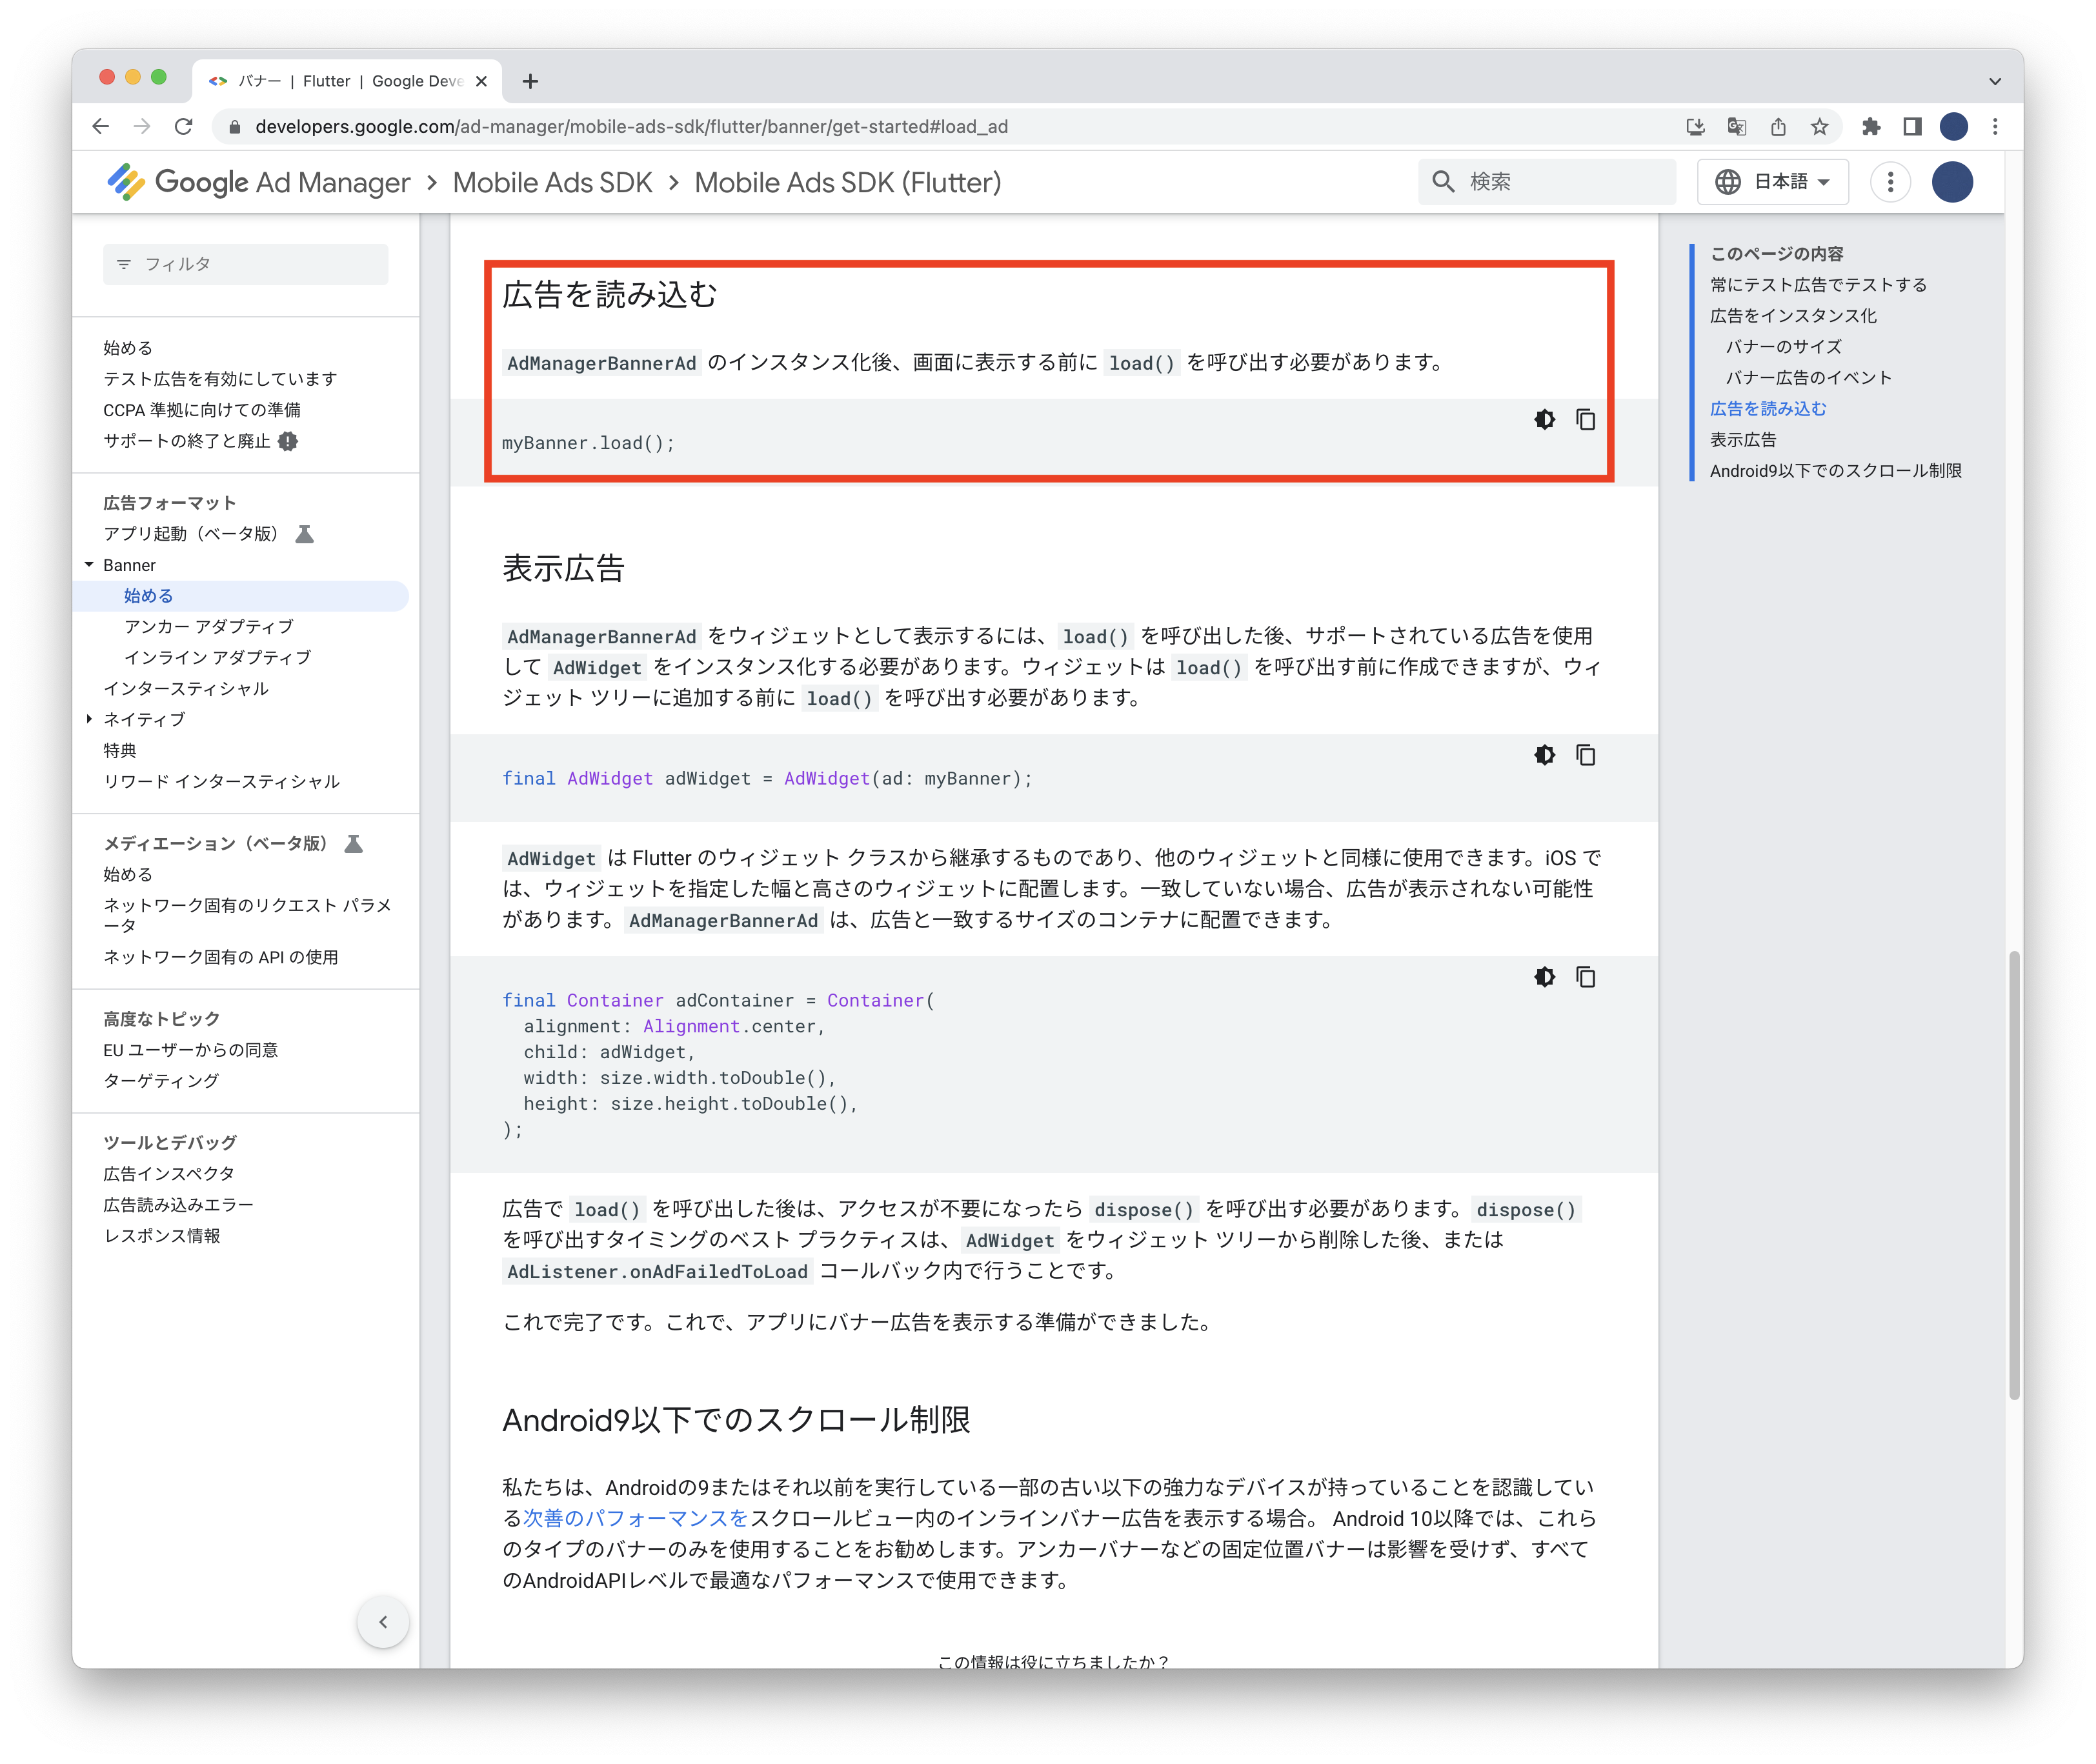 バナー | Flutter | Google Deve
developers.google.com/ad-manager/mobile-ads-sdk/flutter/banner/get-started#load_ad
Google Ad Manager > Mobile Ads SDK > Mobile Ads SDK (Flutter)
検索
日本語
フィルタ
始める
テスト広告を有効にしています
CCPA 準拠に向けての準備
サポートの終了と廃止
広告フォーマット
アプリ起動（ベータ版）
Banner
始める
アンカー アダプティブ
インライン アダプティブ
インタースティシャル
ネイティブ
特典
リワード インタースティシャル
メディエーション（ベータ版）
始める
ネットワーク固有のリクエスト パラメ
ータ
ネットワーク固有の API の使用
高度なトピック
EU ユーザーからの同意
ターゲティング
ツールとデバッグ
広告インスペクタ
広告読み込みエラー
レスポンス情報
広告を読み込む
AdManagerBannerAd のインスタンス化後、画面に表示する前に load() を呼び出す必要があります。
myBanner.load();
表示広告
AdManagerBannerAd をウィジェットとして表示するには、load() を呼び出した後、サポートされている広告を使用
して AdWidget をインスタンス化する必要があります。ウィジェットは load() を呼び出す前に作成できますが、ウィ
ジェット ツリーに追加する前に load() を呼び出す必要があります。
final AdWidget adWidget = AdWidget(ad: myBanner);
AdWidget は Flutter のウィジェット クラスから継承するものであり、他のウィジェットと同様に使用できます。iOS で
は、ウィジェットを指定した幅と高さのウィジェットに配置します。一致していない場合、広告が表示されない可能性
があります。AdManagerBannerAd は、広告と一致するサイズのコンテナに配置できます。
final Container adContainer = Container(
alignment: Alignment.center,
child: adWidget,
width: size.width.toDouble(),
height: size.height.toDouble(),
);
広告で load() を呼び出した後は、アクセスが不要になったら dispose() を呼び出す必要があります。dispose()
を呼び出すタイミングのベスト プラクティスは、AdWidget をウィジェット ツリーから削除した後、または
AdListener.onAdFailedToLoad コールバック内で行うことです。
これで完了です。これで、アプリにバナー広告を表示する準備ができました。
Android9以下でのスクロール制限
私たちは、Androidの9またはそれ以前を実行している一部の古い以下の強力なデバイスが持っていることを認識してい
る次善のパフォーマンスをスクロールビュー内のインラインバナー広告を表示する場合。 Android 10以降では、これら
のタイプのバナーのみを使用することをお勧めします。アンカーバナーなどの固定位置バナーは影響を受けず、すべて
のAndroidAPIレベルで最適なパフォーマンスで使用できます。
この情報は役に立ちましたか？
このページの内容
常にテスト広告でテストする
広告をインスタンス化
バナーのサイズ
バナー広告のイベント
広告を読み込む
表示広告
Android9以下でのスクロール制限